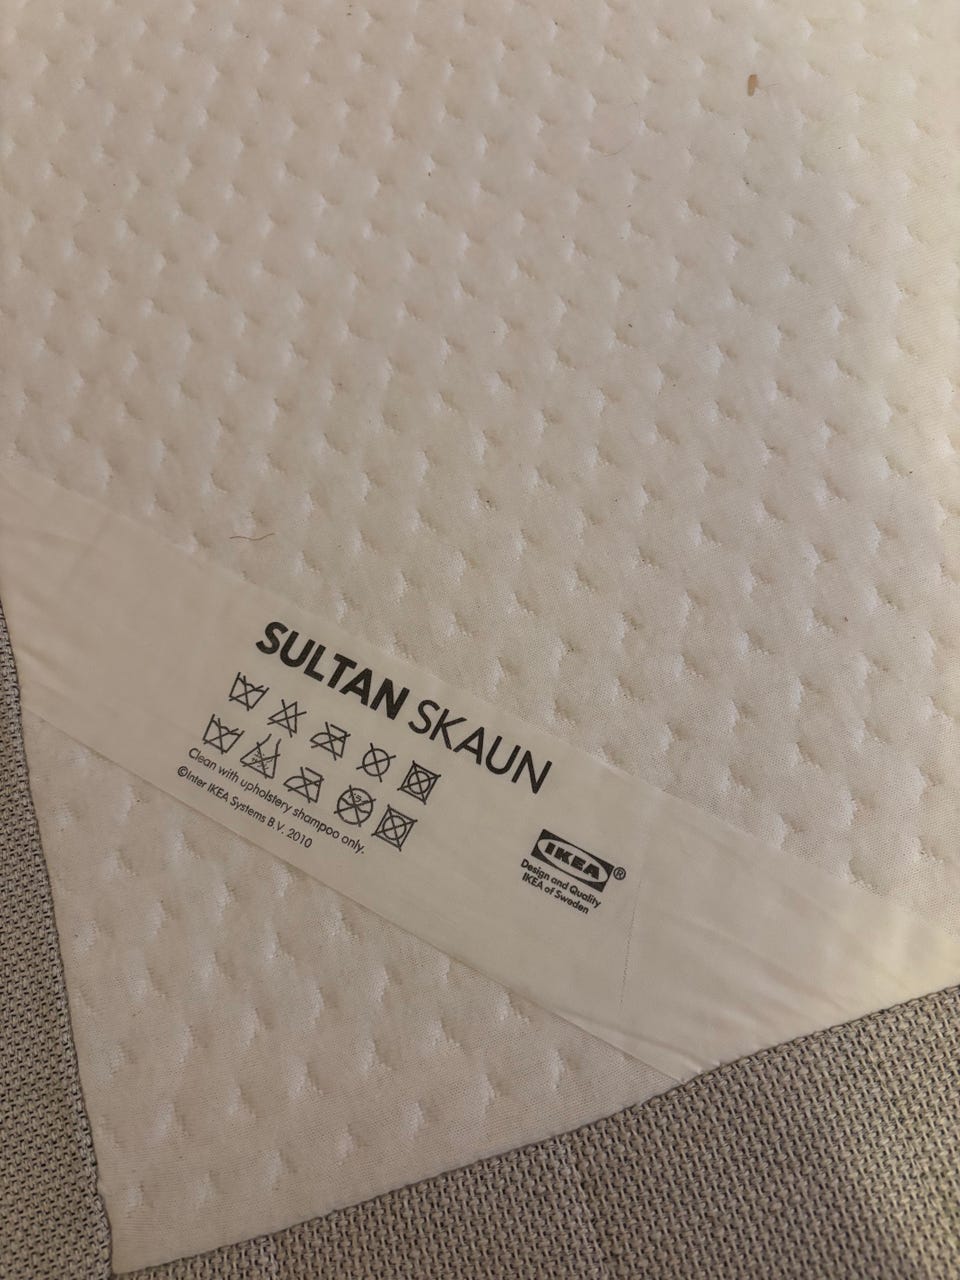 SULTAN SKAUN
Clean with upholstery shampoo only.
©Inter IKEA Systems B.V. 2010
IKEA®
Design and Quality
IKEA of Sweden